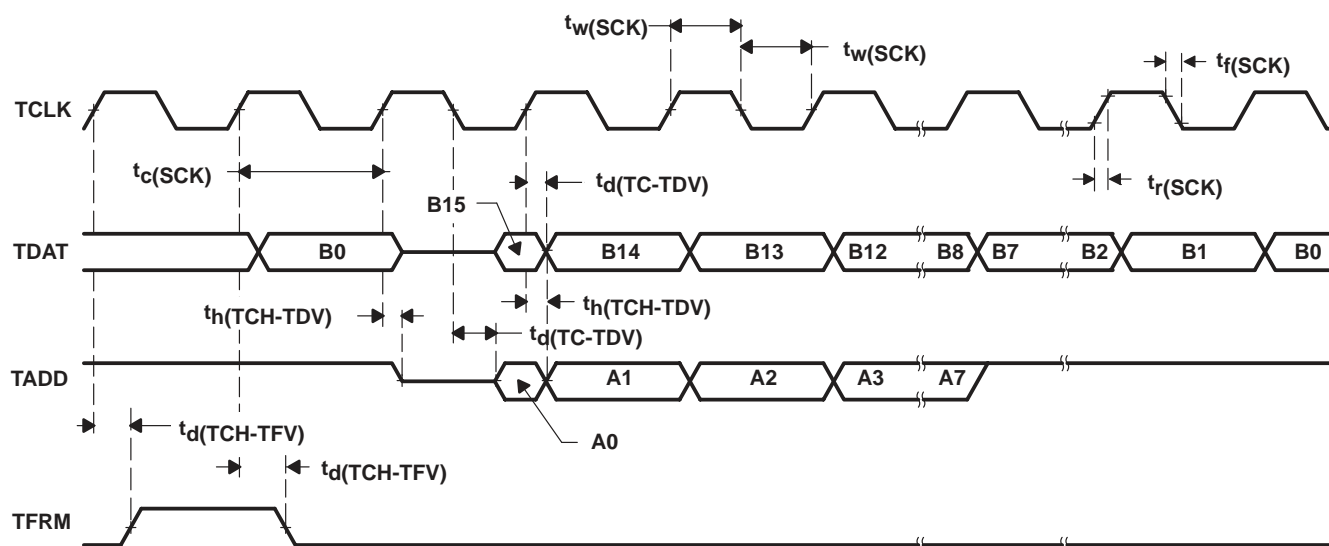 tw(SCK)
tw(SCK)
tf(SCK)
TCLK
tc(SCK)
td(TC-TDV)
tr(SCK)
B15
TDAT
B0
B14
B13
B12
B8
B7
B2
B1
B0
th(TCH-TDV)
th(TCH-TDV)
td(TC-TDV)
TADD
A1
A2
A3
A7
td(TCH-TFV)
A0
td(TCH-TFV)
TFRM